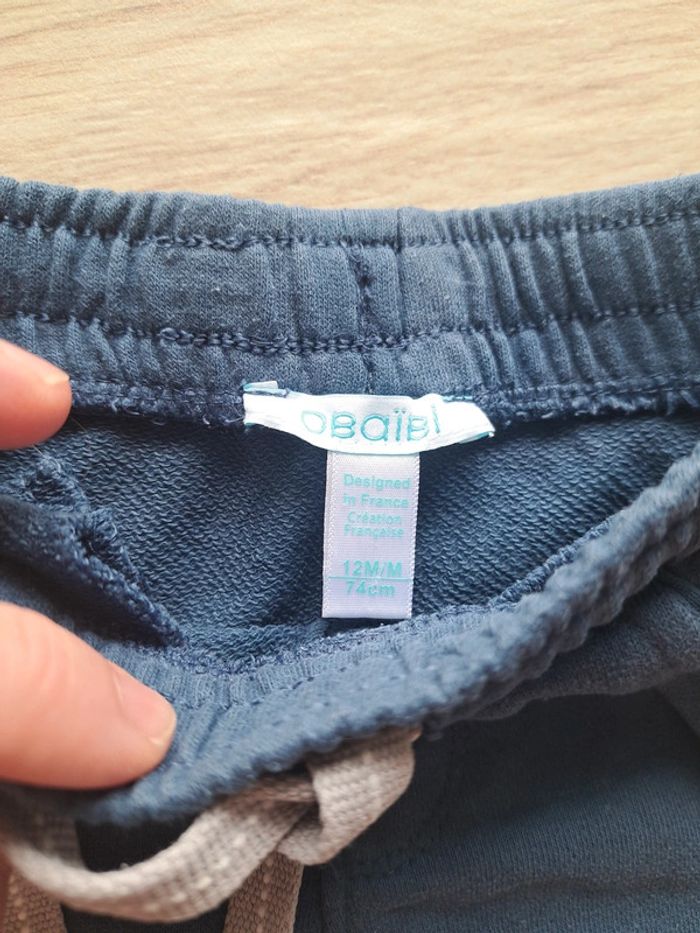 OBaïBI
Designed
in France
Création
Française
12M/M
74cm